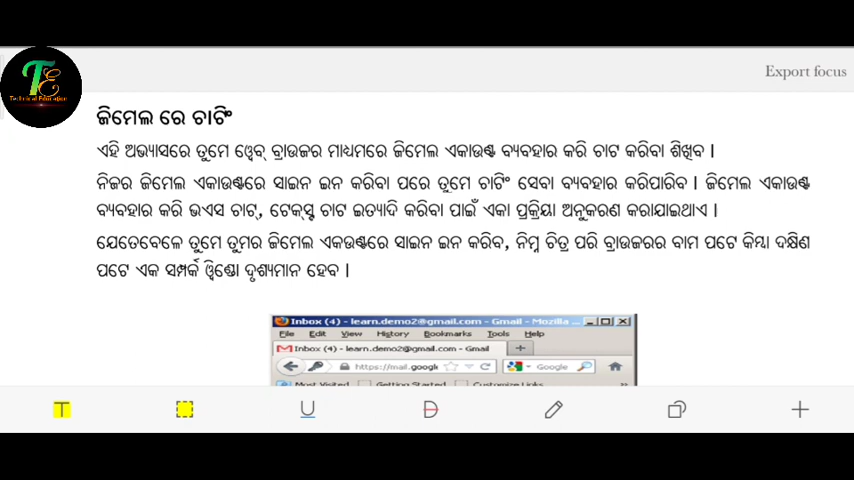 Export focus
TE
Technical Education
ଜିମେଲ ରେ ଚାଟିଂ
ଏହି ଅଭ୍ୟାସରେ ତୁମେ ୱେବ୍ ବ୍ରାଉଜର ମାଧ୍ୟମରେ ଜିମେଲ ଏକାଉଣ୍ଟ ବ୍ୟବହାର କରି ଚାଟ କରିବା ଶିଖିବ ।
ନିଜର ଜିମେଲ ଏକାଉଣ୍ଟରେ ସାଇନ ଇନ କରିବା ପରେ ତୁମେ ଚାଟିଂ ସେବା ବ୍ୟବହାର କରିପାରିବ । ଜିମେଲ ଏକାଉଣ୍ଟ
ବ୍ୟବହାର କରି ଭଏସ ଚାଟ୍, ଟେକ୍ସ୍ଟ ଚାଟ ଇତ୍ୟାଦି କରିବା ପାଇଁ ଏକା ପ୍ରକ୍ରିୟା ଅନୁକରଣ କରାଯାଇଥାଏ ।
ଯେତେବେଳେ ତୁମେ ତୁମର ଜିମେଲ ଏକଉଣ୍ଟରେ ସାଇନ ଇନ କରିବ, ନିମ୍ନ ଚିତ୍ର ପରି ବ୍ରାଉଜରର ବାମ ପଟେ କିମ୍ବା ଦକ୍ଷିଣ
ପଟେ ଏକ ସମ୍ପର୍କ ୱିଣ୍ଡୋ ଦୃଶ୍ୟମାନ ହେବ ।
Inbox (4) - learn.demo2@gmail.com - Gmail - Mozilla ...
File Edit View History Bookmarks Tools Help
Inbox (4) - learn.demo2@gmail.com - Gmail
https://mail.google Google
Most Visited Getting Started Customize Links
T U D